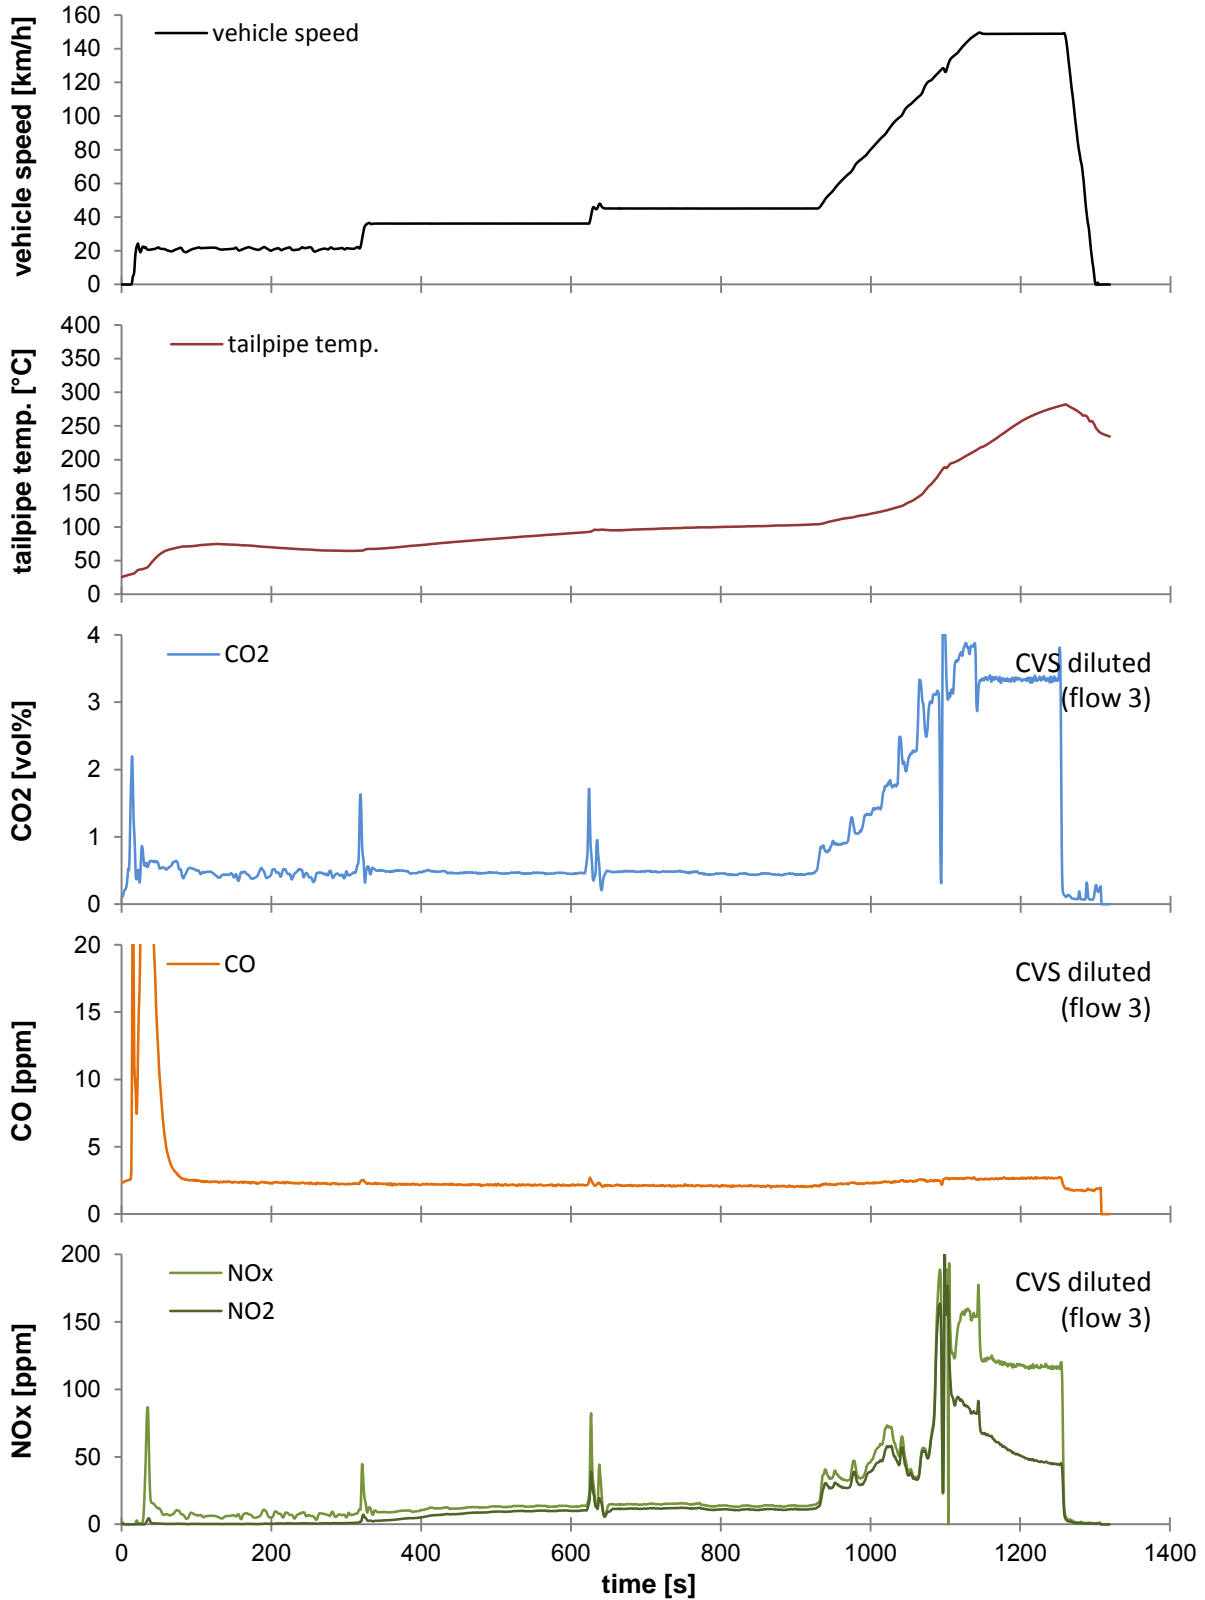 160
140
120
100
80
60
40
20
0
vehicle speed [km/h]
vehicle speed
400
350
300
250
200
150
100
50
0
tailpipe temp. [°C]
tailpipe temp.
4
3
2
1
0
CO2 [vol%]
CO2
CVS diluted
(flow 3)
20
15
10
5
0
CO [ppm]
CO
CVS diluted
(flow 3)
200
150
100
50
0
NOx [ppm]
NOx
NO2
CVS diluted
(flow 3)
0 200 400 600 800 1000 1200 1400
time [s]